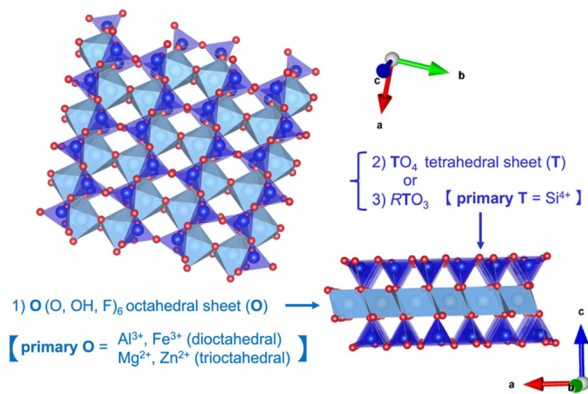 c
b
a
2) TO₄ tetrahedral sheet (T)
or
3) RTO₃ 【 primary T = Si⁴⁺ 】
1) O (O, OH, F)₆ octahedral sheet (O)
【 primary O = Al³⁺, Fe³⁺ (dioctahedral)
Mg²⁺, Zn²⁺ (trioctahedral) 】
c
a
b